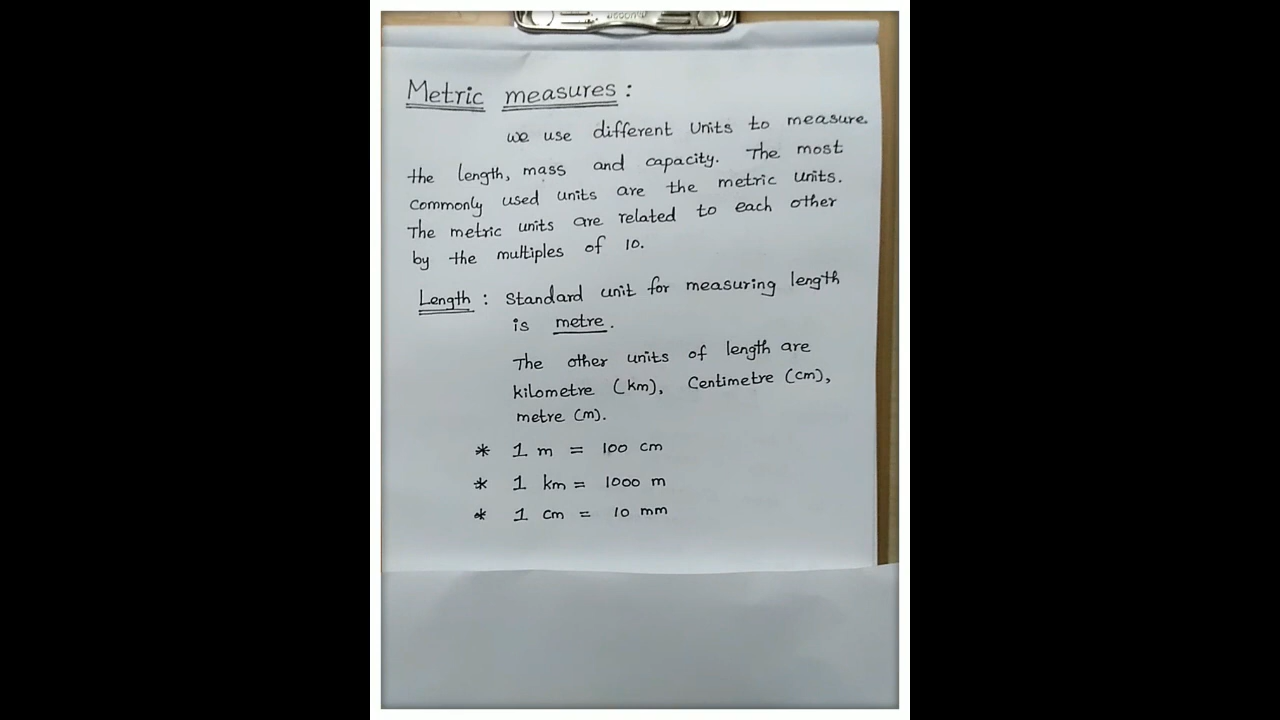 Metric measures :
we use different Units to measure
the length, mass and capacity. The most
commonly used units are the metric units.
The metric units are related to each other
by the multiples of 10.
Length : Standard unit for measuring length
is metre.
The other units of length are
kilometre (km), Centimetre (cm),
metre (m).
* 1 m = 100 cm
* 1 km = 1000 m
* 1 cm = 10 mm